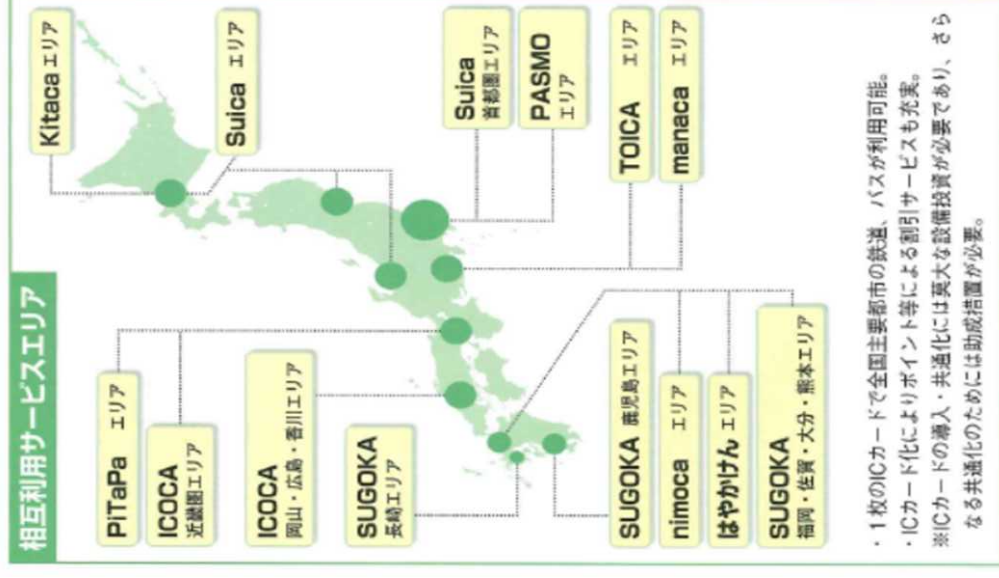 相互利用サービスエリア
Kitaca エリア
Suica エリア
Suica
首都圏エリア
PASMO
エリア
TOICA エリア
manaca エリア
PiTaPa エリア
ICOCA
近畿圏エリア
ICOCA
岡山・広島・香川エリア
SUGOKA
長崎エリア
SUGOKA 鹿児島エリア
nimoca エリア
はやかけん エリア
SUGOKA
福岡・佐賀・大分・熊本エリア
・1枚のICカードで全国主要都市の鉄道、バスが利用可能。
・ICカード化によりポイント等による割引サービスも充実。
※ICカードの導入・共通化には莫大な設備投資が必要であり、さら
なる共通化のためには助成措置が必要。